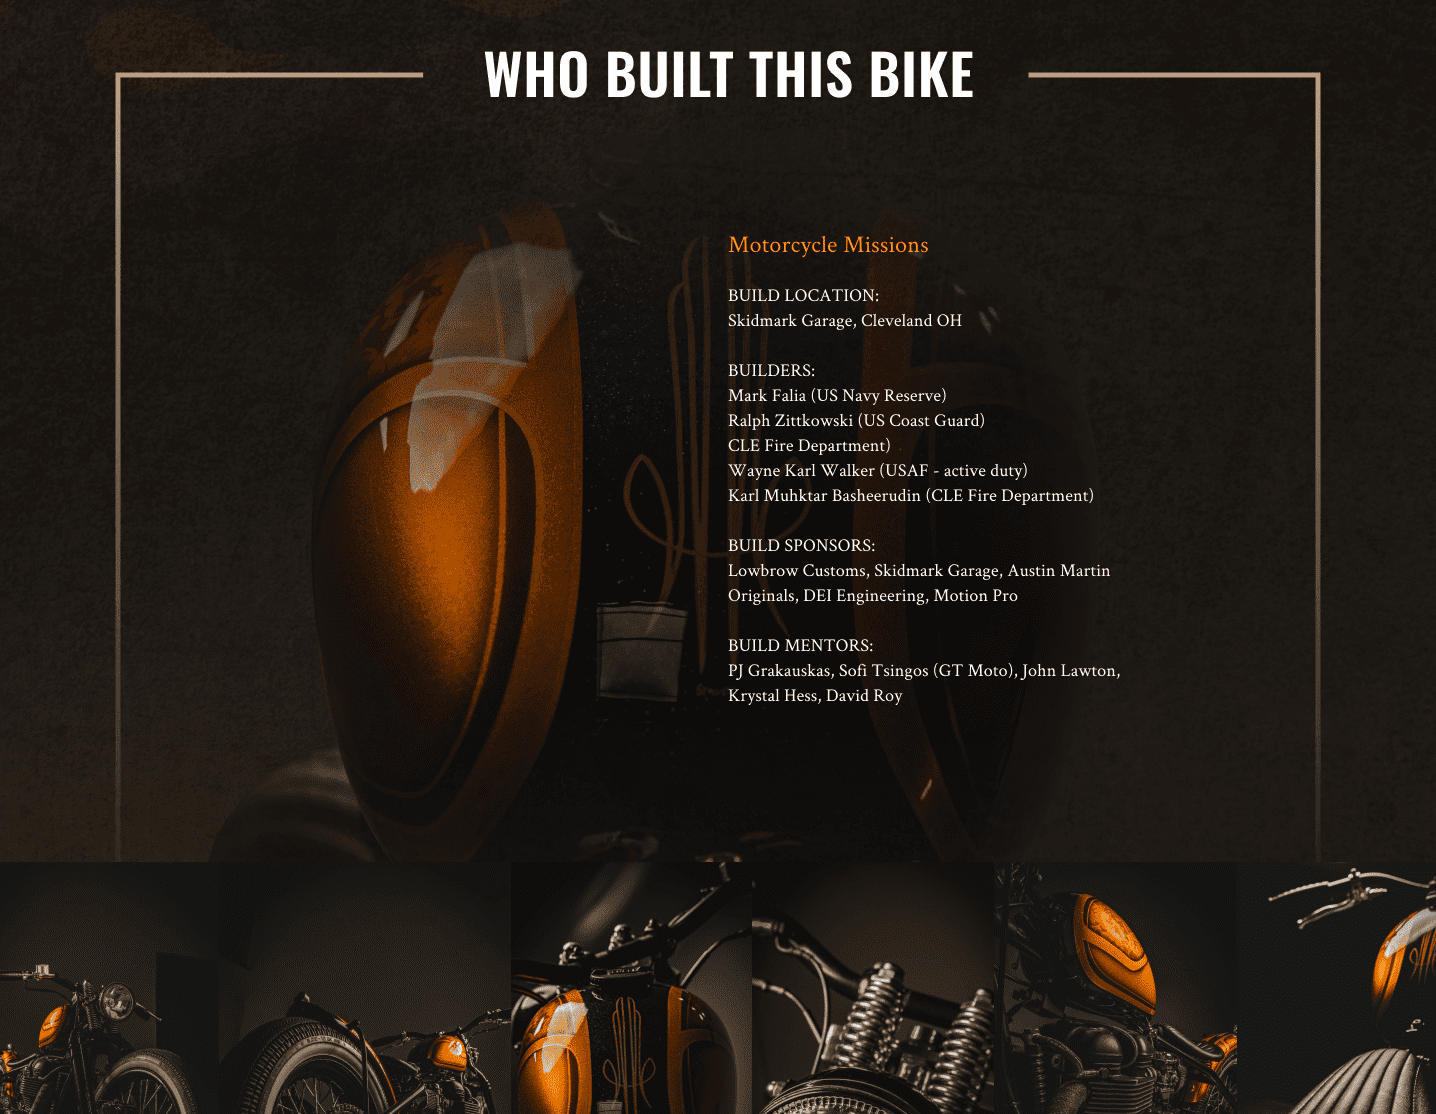 WHO BUILT THIS BIKE
Motorcycle Missions
BUILD LOCATION:
Skidmark Garage, Cleveland OH
BUILDERS:
Mark Falia (US Navy Reserve)
Ralph Zittkowski (US Coast Guard)
CLE Fire Department)
Wayne Karl Walker (USAF - active duty)
Karl Muhktar Basheerudin (CLE Fire Department)
BUILD SPONSORS:
Lowbrow Customs, Skidmark Garage, Austin Martin
Originals, DEI Engineering, Motion Pro
BUILD MENTORS:
PJ Grakauskas, Sofi Tsingos (GT Moto), John Lawton,
Krystal Hess, David Roy